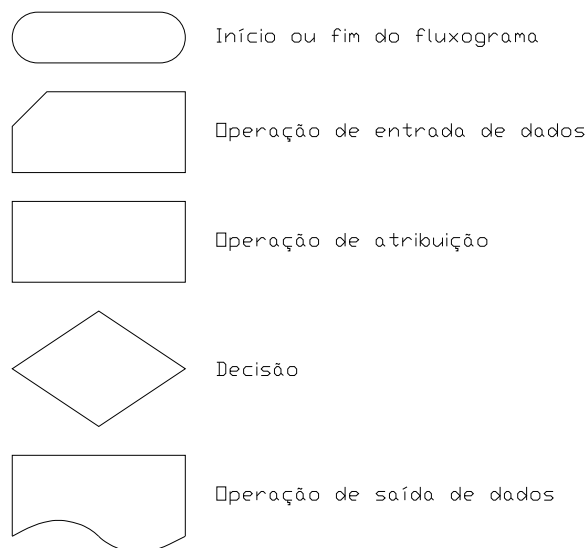 Início ou fim do fluxograma
Operação de entrada de dados
Operação de atribuição
Decisão
Operação de saída de dados